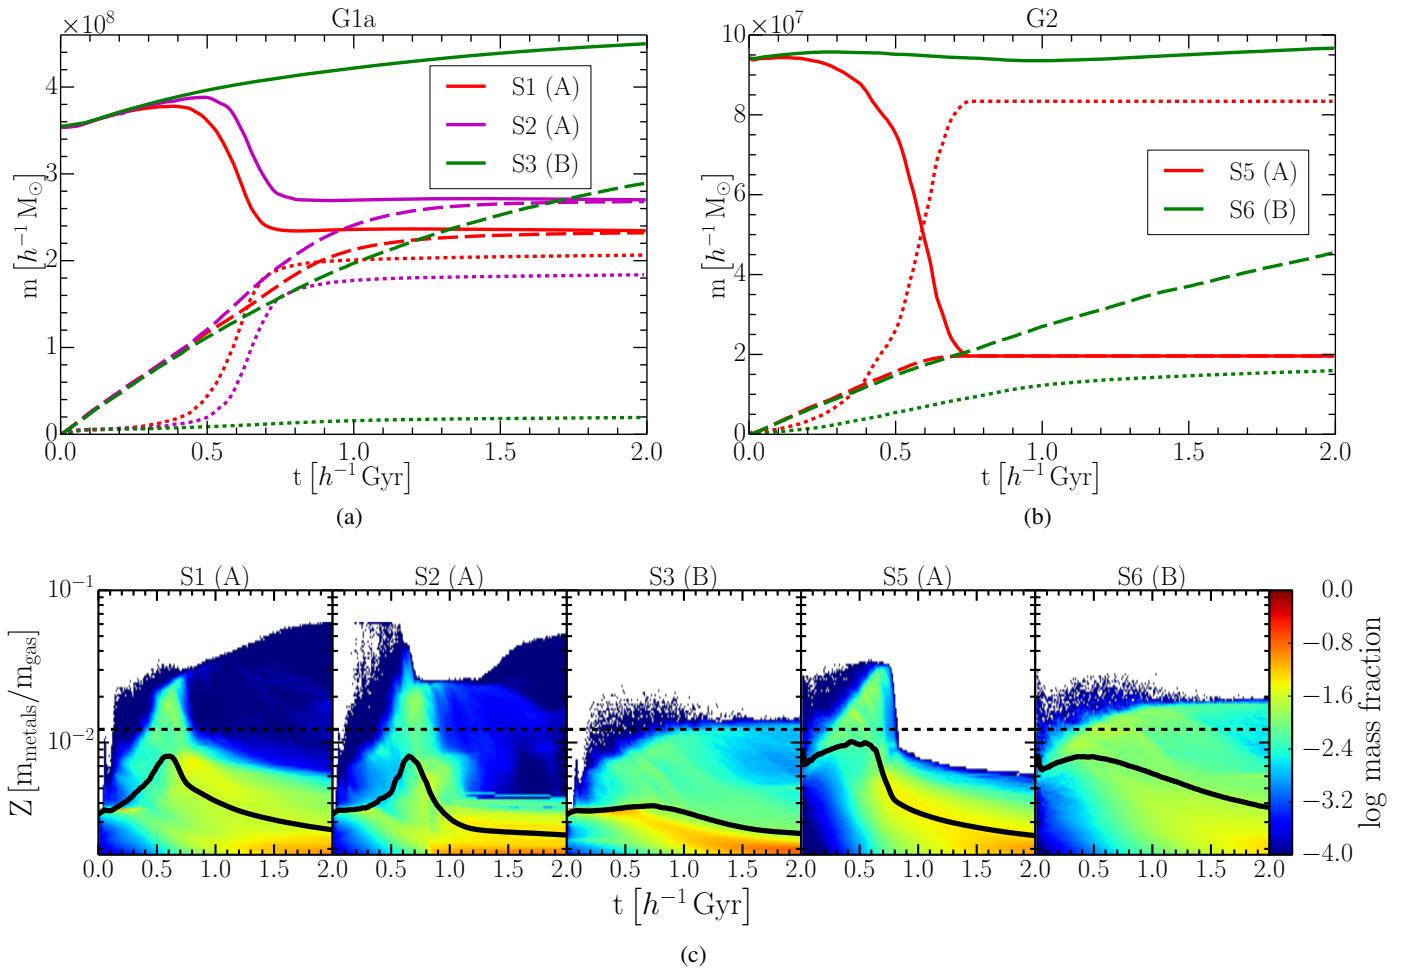 G1a
×10⁸
4
3
2
1
0
m [h⁻¹ M⊙]
S1 (A)
S2 (A)
S3 (B)
0.0 0.5 1.0 1.5 2.0
t [h⁻¹ Gyr]
(a)
G2
×10⁷
10
8
6
4
2
0
m [h⁻¹ M⊙]
S5 (A)
S6 (B)
0.0 0.5 1.0 1.5 2.0
t [h⁻¹ Gyr]
(b)
S1 (A) S2 (A) S3 (B) S5 (A) S6 (B)
10⁻¹
10⁻²
Z [m_metals/m_gas]
0.0 0.5 1.0 1.5 2.0 0.5 1.0 1.5 2.0 0.5 1.0 1.5 2.0 0.5 1.0 1.5 2.0 0.5 1.0 1.5 2.0
t [h⁻¹ Gyr]
0.0
−0.8
−1.6
−2.4
−3.2
−4.0
log mass fraction
(c)